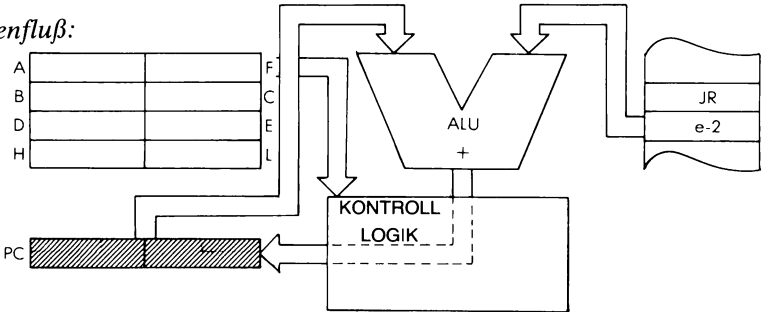 enfluß:
A F
B C
D E
H L
JR
e-2
ALU
+
KONTROLL
LOGIK
PC